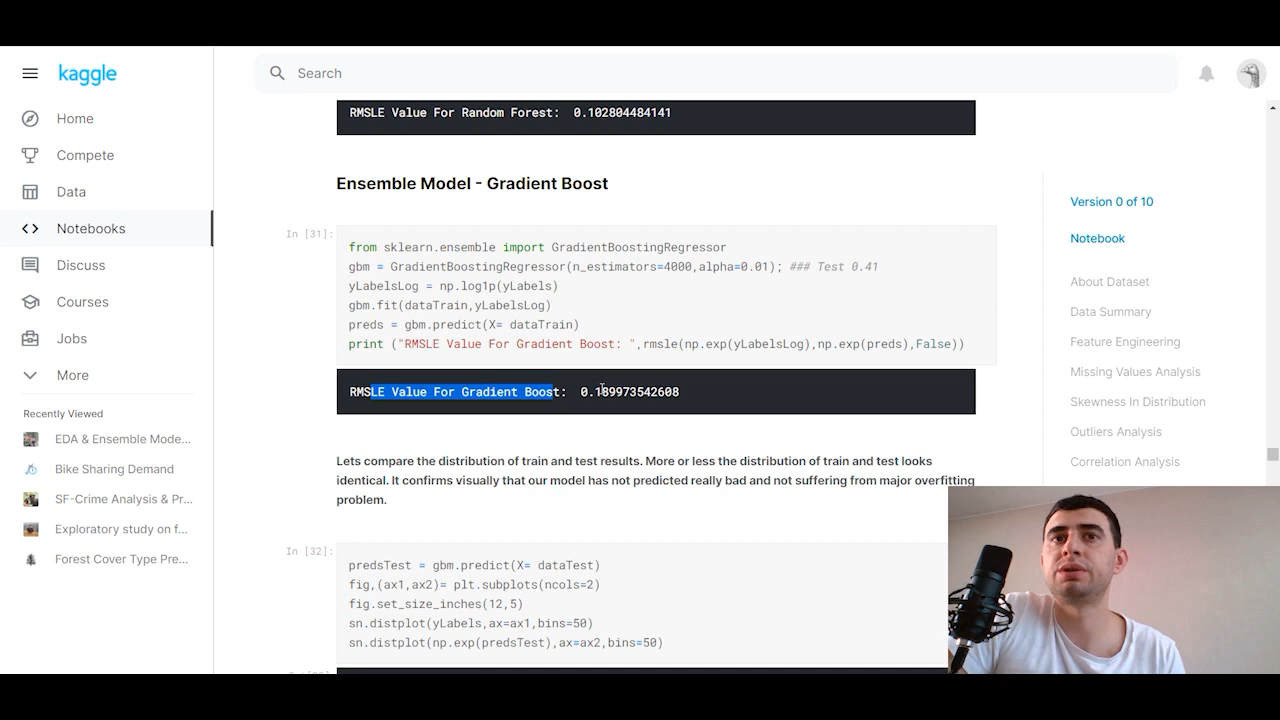 kaggle
Search
Home
Compete
Data
Notebooks
Discuss
Courses
Jobs
More
Recently Viewed
EDA & Ensemble Mode...
Bike Sharing Demand
SF-Crime Analysis & Pr...
Exploratory study on f...
Forest Cover Type Pre...
RMSLE Value For Random Forest:  0.102804484141
Ensemble Model - Gradient Boost
In [31]:
from sklearn.ensemble import GradientBoostingRegressor
gbm = GradientBoostingRegressor(n_estimators=4000,alpha=0.01); ### Test 0.41
yLabelsLog = np.log1p(yLabels)
gbm.fit(dataTrain,yLabelsLog)
preds = gbm.predict(X= dataTrain)
print ("RMSLE Value For Gradient Boost: ",rmsle(np.exp(yLabelsLog),np.exp(preds),False))
RMSLE Value For Gradient Boost:  0.189973542608
Lets compare the distribution of train and test results. More or less the distribution of train and test looks
identical. It confirms visually that our model has not predicted really bad and not suffering from major overfitting
problem.
In [32]:
predsTest = gbm.predict(X= dataTest)
fig,(ax1,ax2)= plt.subplots(ncols=2)
fig.set_size_inches(12,5)
sn.distplot(yLabels,ax=ax1,bins=50)
sn.distplot(np.exp(predsTest),ax=ax2,bins=50)
Version 0 of 10
Notebook
About Dataset
Data Summary
Feature Engineering
Missing Values Analysis
Skewness In Distribution
Outliers Analysis
Correlation Analysis